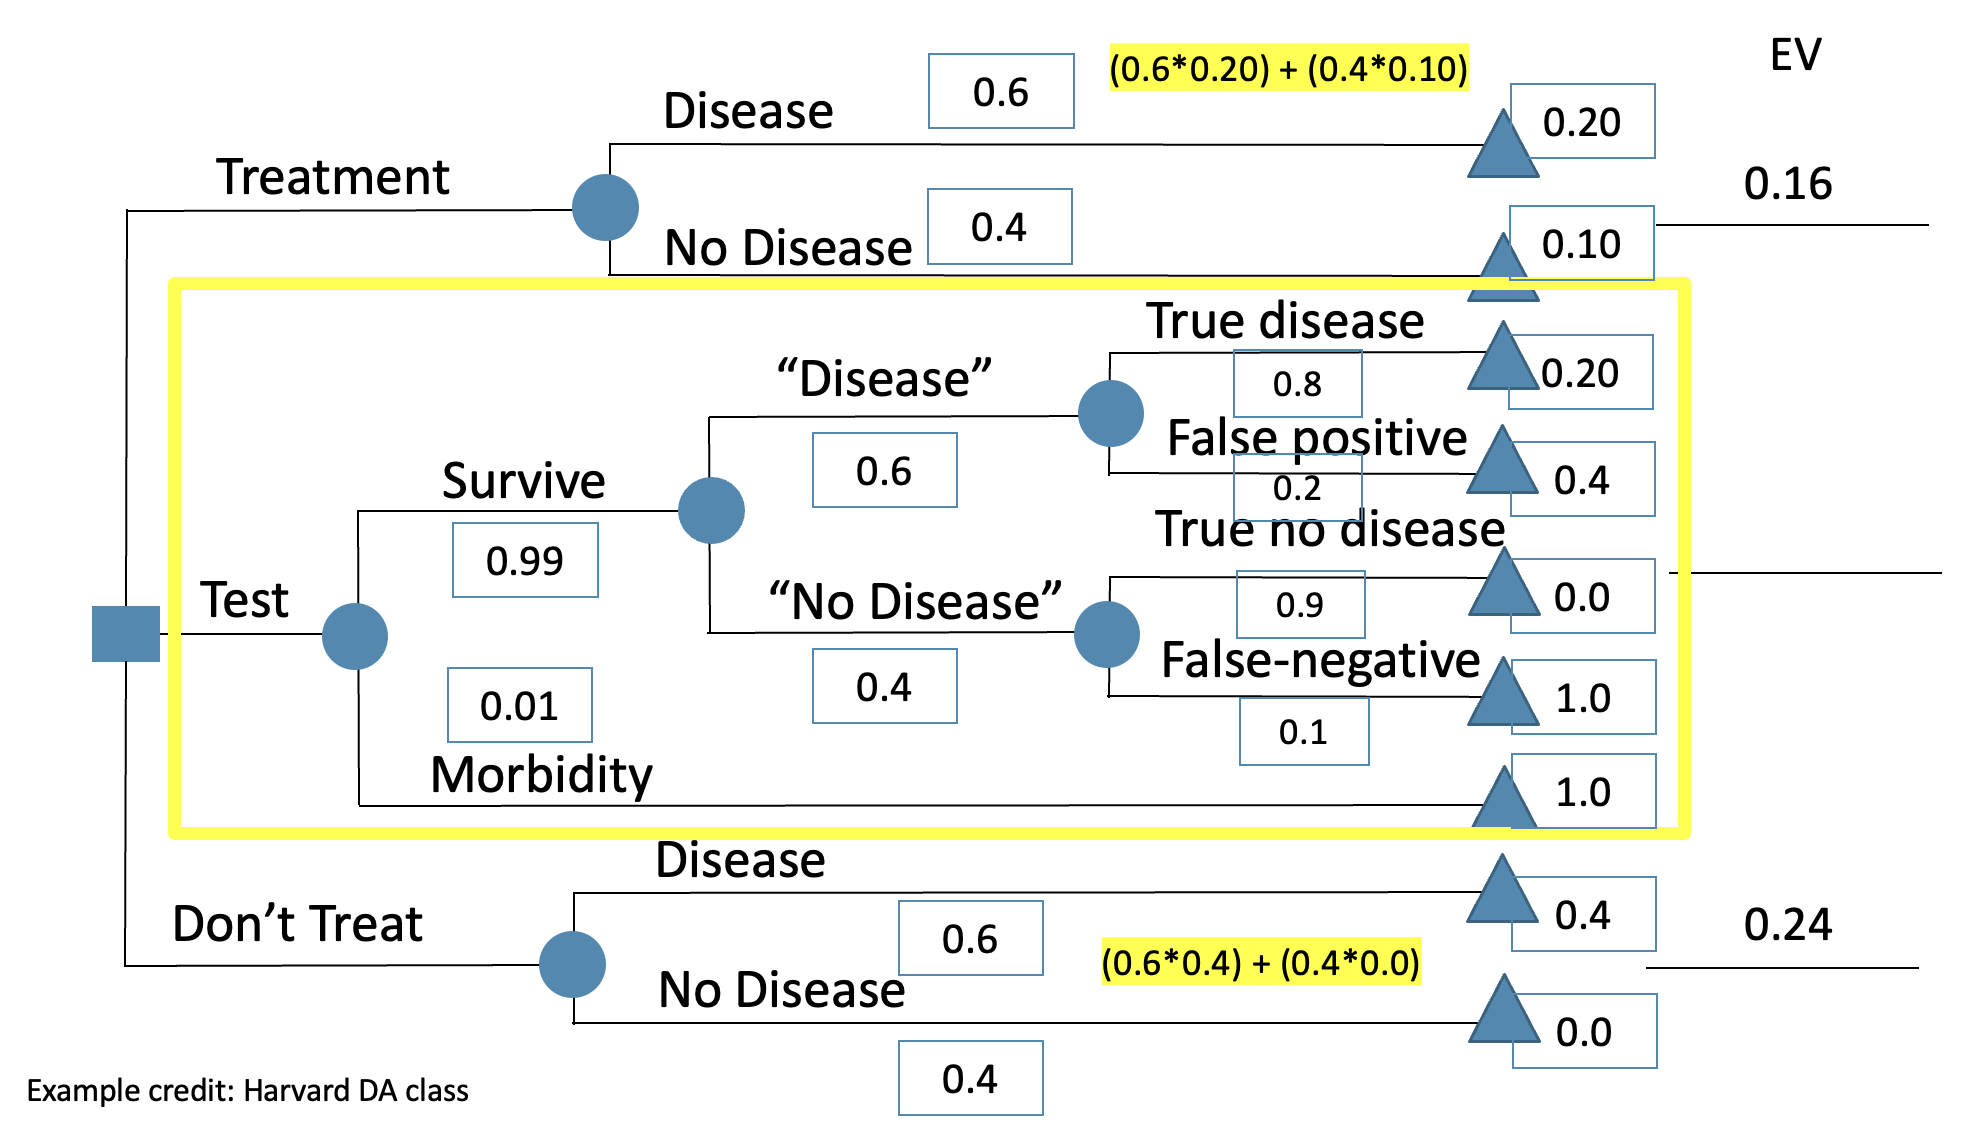 EV
0.6
(0.6*0.20) + (0.4*0.10)
Disease
0.20
Treatment
0.16
0.4
No Disease
0.10
True disease
“Disease”
0.8
0.20
False positive
0.6
Survive
0.2
0.4
True no disease
0.99
Test
“No Disease”
0.9
0.0
False-negative
0.4
0.01
0.1
1.0
Morbidity
1.0
Disease
Don’t Treat
0.6
0.4
0.24
(0.6*0.4) + (0.4*0.0)
No Disease
0.0
0.4
Example credit: Harvard DA class